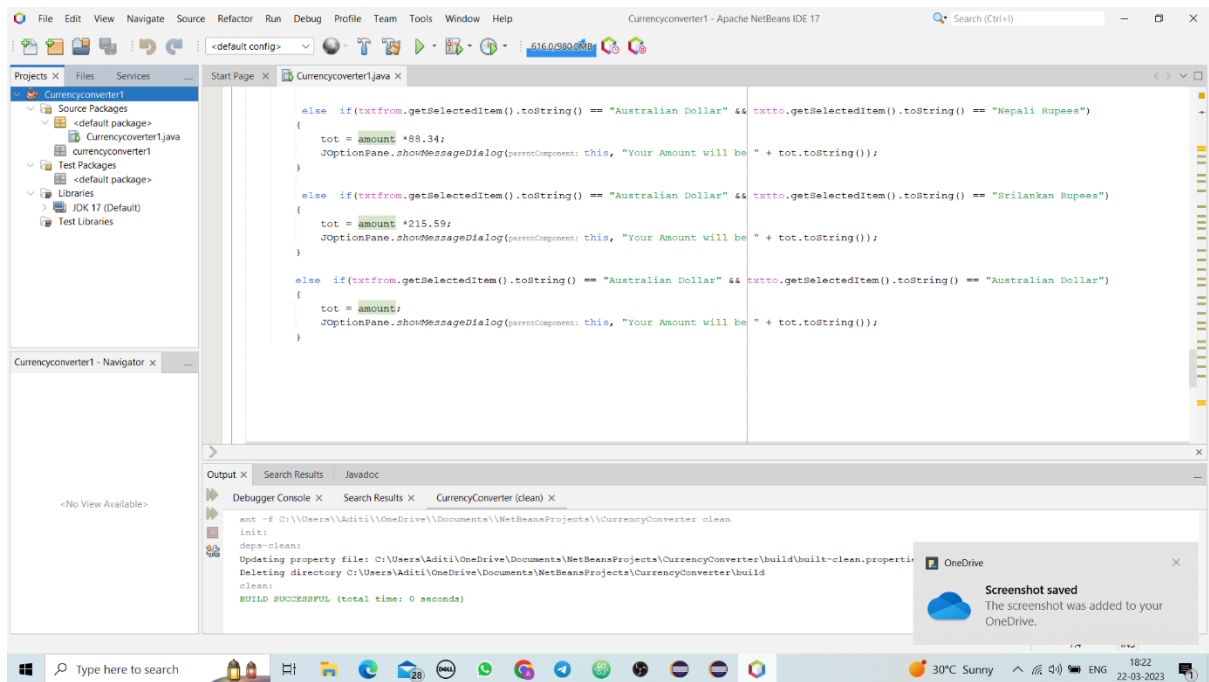 File Edit View Navigate Source Refactor Run Debug Profile Team Tools Window Help Currencyconverter1 - Apache NetBeans IDE 17 Search (Ctrl+I)
<default config> 616.0/980.0MB
Projects Files Services
Start Page Currencycoverter1.java
Currencyconverter1
Source Packages
<default package>
Currencycoverter1.java
currencyconverter1
Test Packages
<default package>
Libraries
JDK 17 (Default)
Test Libraries
else if(txtfrom.getSelectedItem().toString() == "Australian Dollar" && txtto.getSelectedItem().toString() == "Nepali Rupees")
{
tot = amount *88.34;
JOptionPane.showMessageDialog(parentComponent: this, "Your Amount will be " + tot.toString());
}
else if(txtfrom.getSelectedItem().toString() == "Australian Dollar" && txtto.getSelectedItem().toString() == "Srilankan Rupees")
{
tot = amount *215.59;
JOptionPane.showMessageDialog(parentComponent: this, "Your Amount will be " + tot.toString());
}
else if(txtfrom.getSelectedItem().toString() == "Australian Dollar" && txtto.getSelectedItem().toString() == "Australian Dollar")
{
tot = amount;
JOptionPane.showMessageDialog(parentComponent: this, "Your Amount will be " + tot.toString());
}
Currencyconverter1 - Navigator
<No View Available>
Output Search Results Javadoc
Debugger Console Search Results CurrencyConverter (clean)
ant -f C:\\Users\\Aditi\\OneDrive\\Documents\\NetBeansProjects\\CurrencyConverter clean
init:
deps-clean:
Updating property file: C:\Users\Aditi\OneDrive\Documents\NetBeansProjects\CurrencyConverter\build\built-clean.properti
Deleting directory C:\Users\Aditi\OneDrive\Documents\NetBeansProjects\CurrencyConverter\build
clean:
BUILD SUCCESSFUL (total time: 0 seconds)
OneDrive
Screenshot saved
The screenshot was added to your
OneDrive.
Type here to search 28 DELL 30°C Sunny ENG 18:22
22-03-2023 1